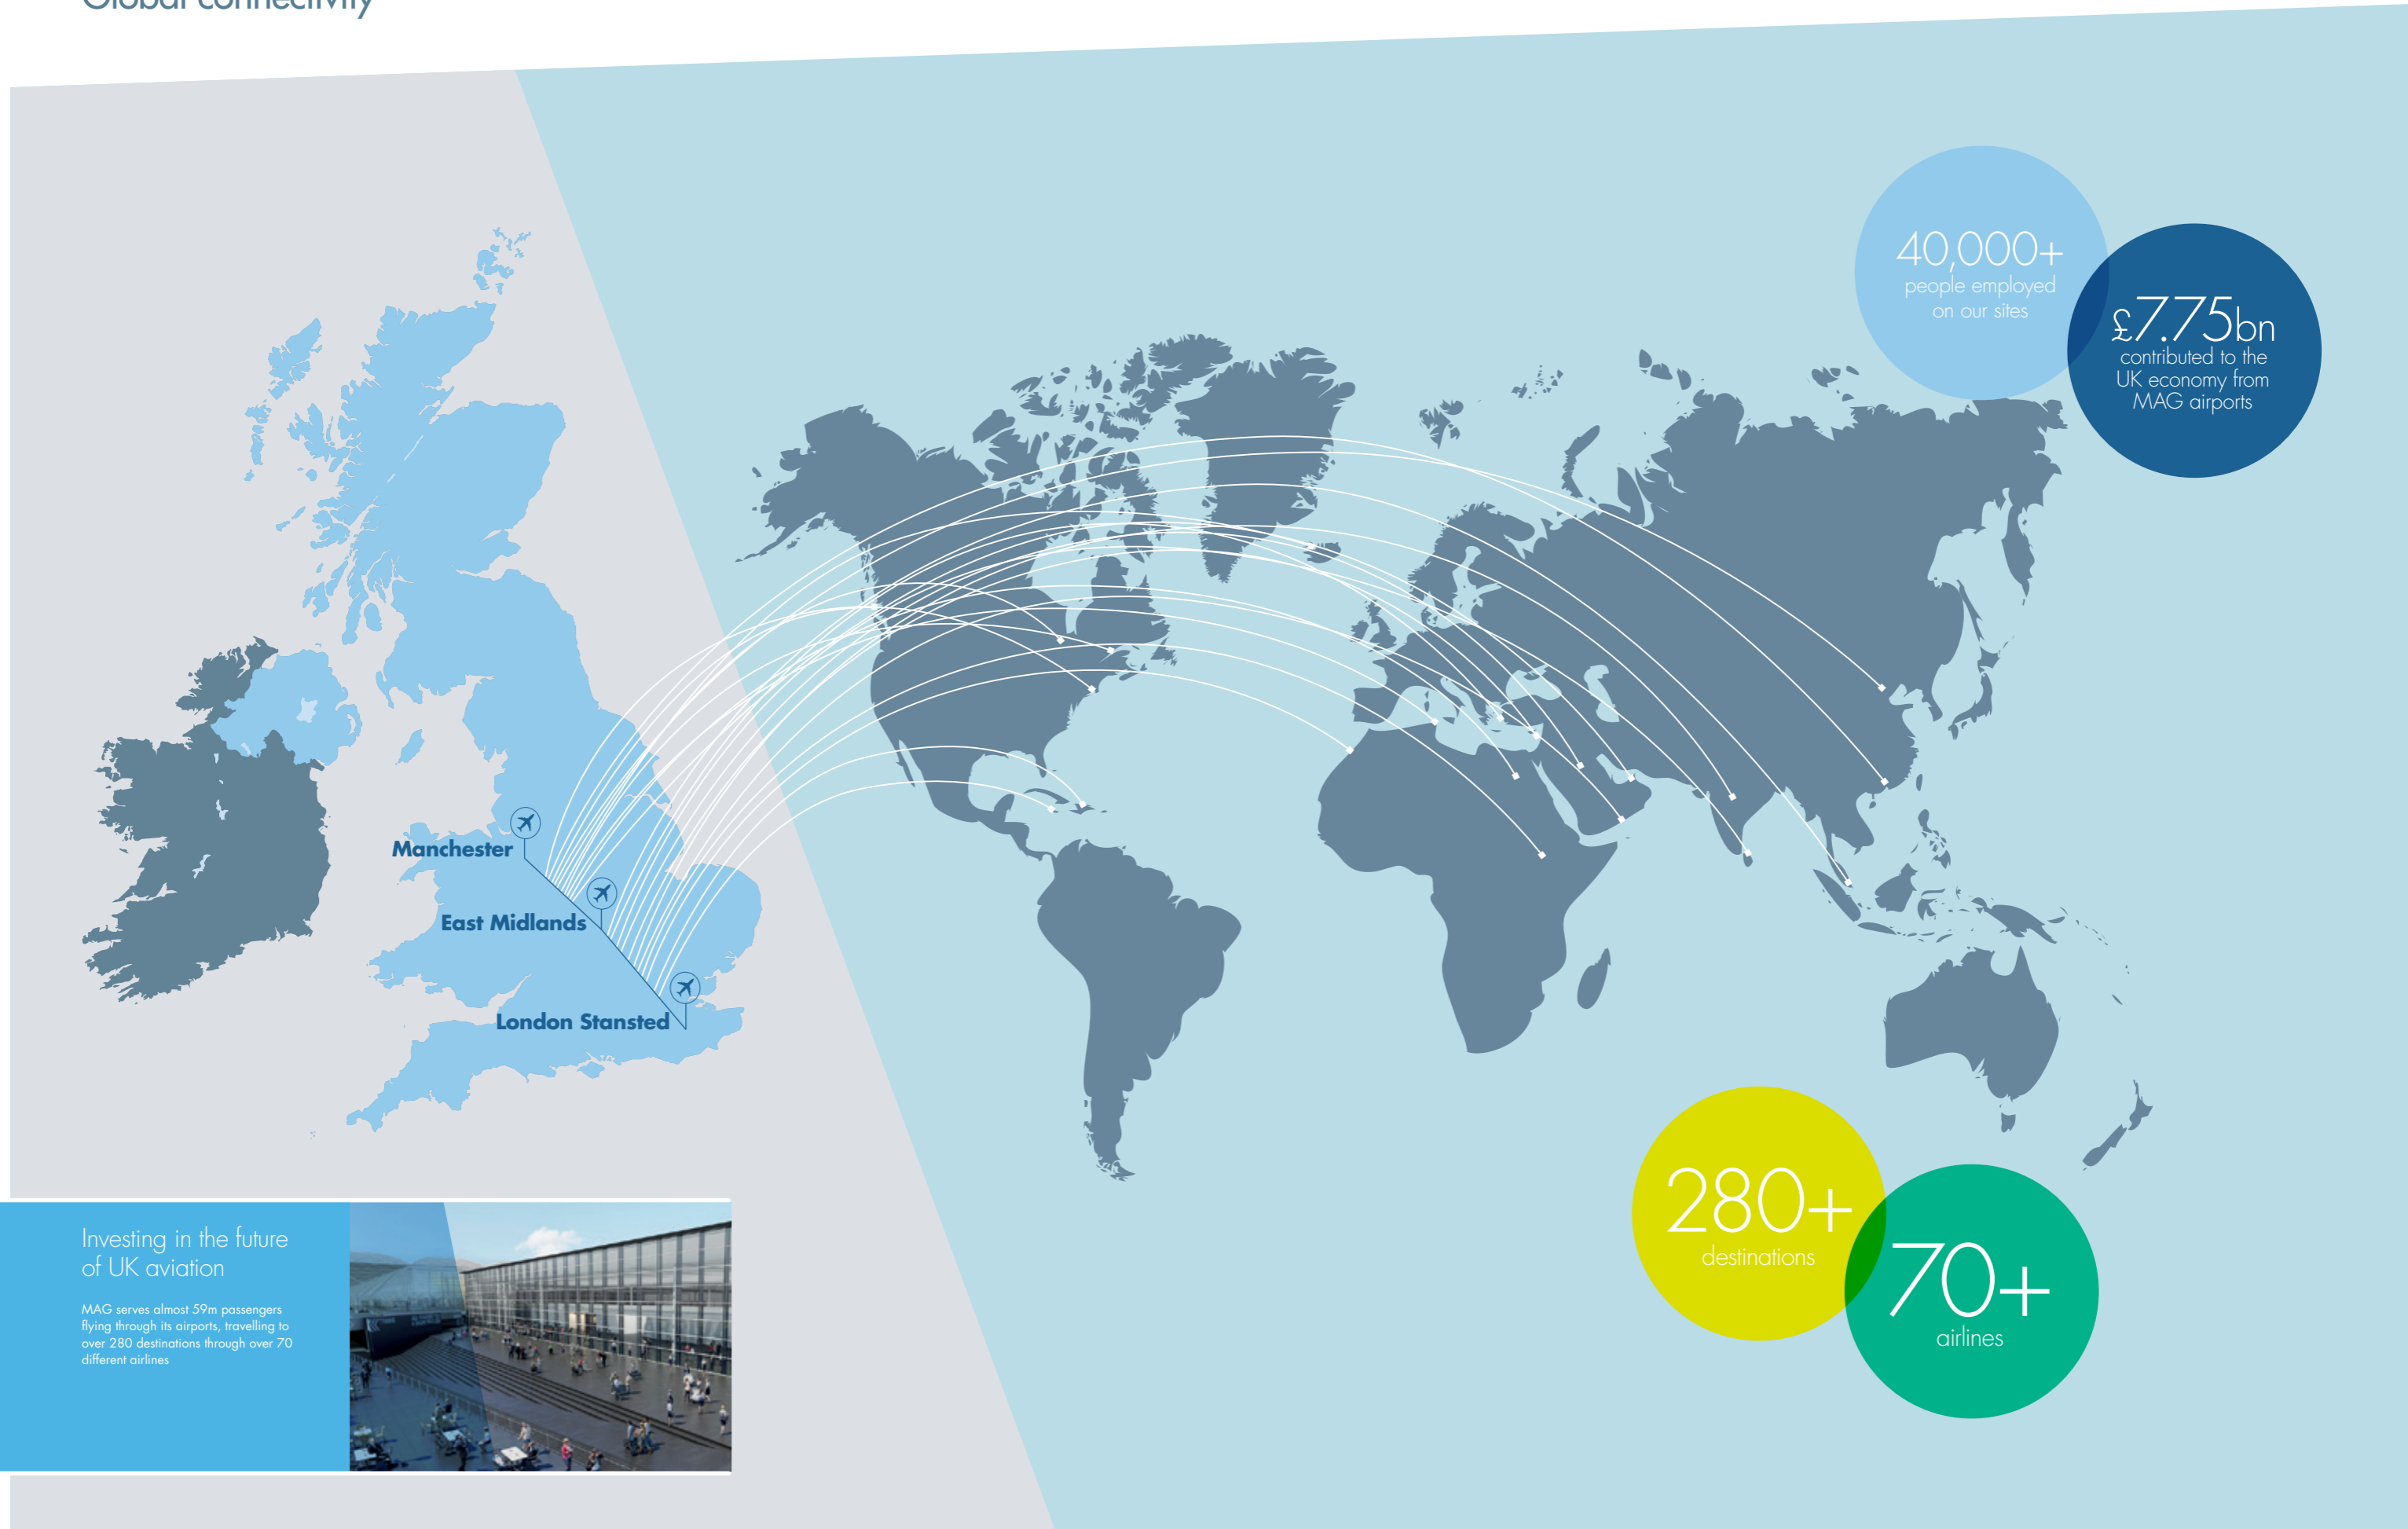 Global connectivity
40,000+
people employed
on our sites
£7.75bn
contributed to the
UK economy from
MAG airports
Manchester
East Midlands
London Stansted
280+
destinations
70+
airlines
Investing in the future
of UK aviation
MAG serves almost 59m passengers
flying through its airports, travelling to
over 280 destinations through over 70
different airlines